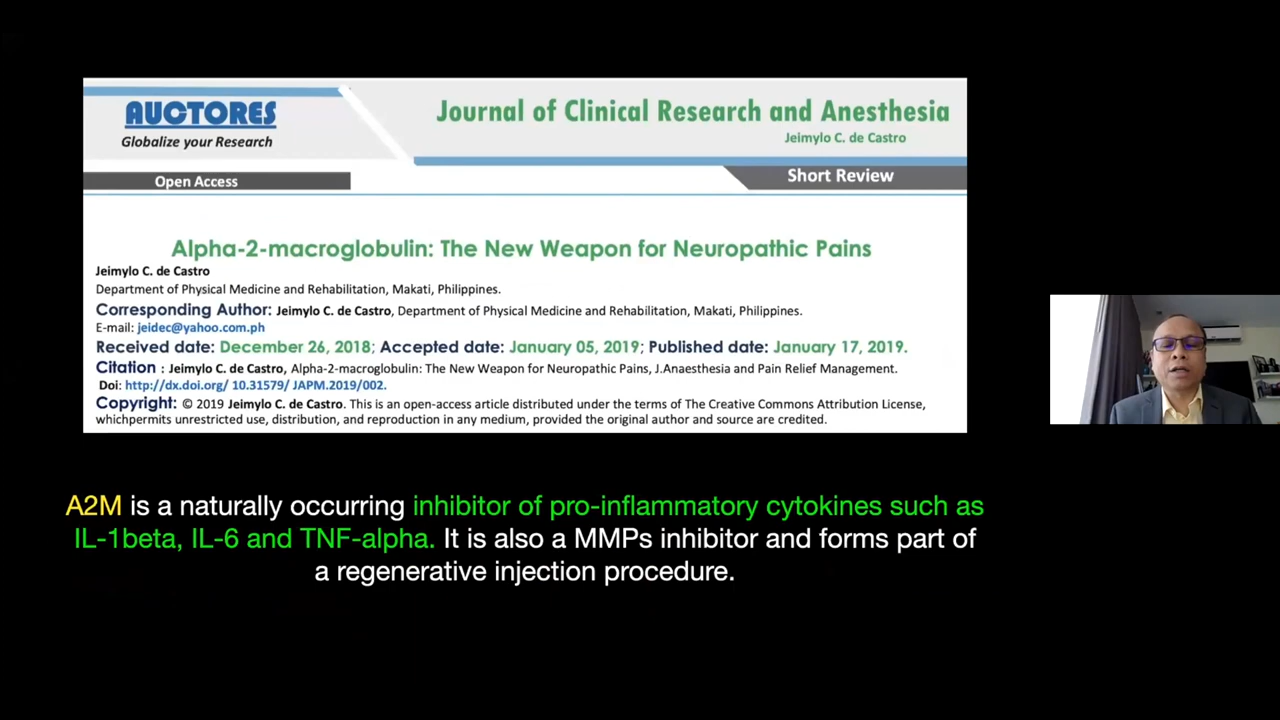 AUCTORES
Globalize your Research
Journal of Clinical Research and Anesthesia
Jeimylo C. de Castro
Open Access
Short Review
Alpha-2-macroglobulin: The New Weapon for Neuropathic Pains
Jeimylo C. de Castro
Department of Physical Medicine and Rehabilitation, Makati, Philippines.
Corresponding Author: Jeimylo C. de Castro, Department of Physical Medicine and Rehabilitation, Makati, Philippines.
E-mail: jeidec@yahoo.com.ph
Received date: December 26, 2018; Accepted date: January 05, 2019; Published date: January 17, 2019.
Citation : Jeimylo C. de Castro, Alpha-2-macroglobulin: The New Weapon for Neuropathic Pains, J.Anaesthesia and Pain Relief Management.
Doi: http://dx.doi.org/ 10.31579/ JAPM.2019/002.
Copyright: © 2019 Jeimylo C. de Castro. This is an open-access article distributed under the terms of The Creative Commons Attribution License,
whichpermits unrestricted use, distribution, and reproduction in any medium, provided the original author and source are credited.
A2M is a naturally occurring inhibitor of pro-inflammatory cytokines such as
IL-1beta, IL-6 and TNF-alpha. It is also a MMPs inhibitor and forms part of
a regenerative injection procedure.